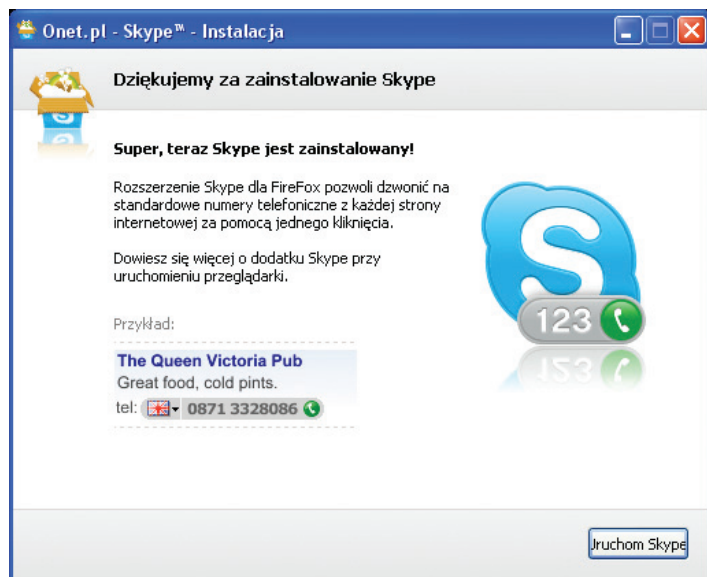 Onet.pl - Skype™ - Instalacja
Dziękujemy za zainstalowanie Skype
Super, teraz Skype jest zainstalowany!
Rozszerzenie Skype dla FireFox pozwoli dzwonić na
standardowe numery telefoniczne z każdej strony
internetowej za pomocą jednego kliknięcia.
Dowiesz się więcej o dodatku Skype przy
uruchomieniu przeglądarki.
Przykład:
The Queen Victoria Pub
Great food, cold pints.
tel: 0871 3328086
S
123
Uruchom Skype